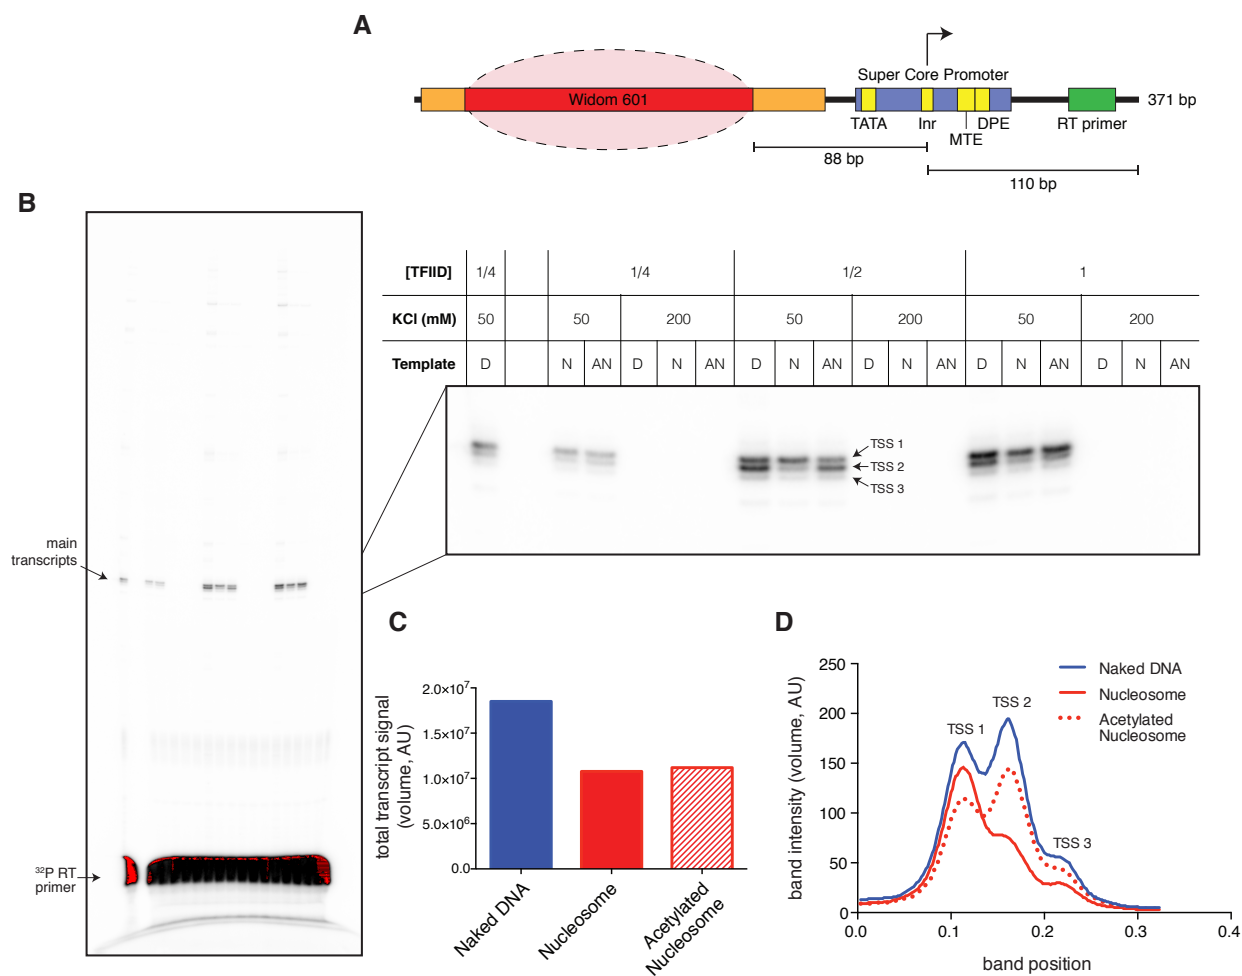 A
Widom 601
Super Core Promoter
371 bp
TATA
Inr
MTE
DPE
RT primer
88 bp
110 bp
B
[TFIID] 1/4 1/4 1/2 1
KCl (mM) 50 50 200 50 200 50 200
Template D N AN D N AN D N AN D N AN D N AN D N AN
TSS 1
TSS 2
TSS 3
main
transcripts
32P RT
primer
C
total transcript signal
(volume, AU)
2.0×10⁷
1.5×10⁷
1.0×10⁷
5.0×10⁶
0.0
Naked DNA
Nucleosome
Acetylated
Nucleosome
D
band intensity (volume, AU)
250
200
150
100
50
0
TSS 1
TSS 2
TSS 3
Naked DNA
Nucleosome
Acetylated
Nucleosome
0.0 0.1 0.2 0.3 0.4
band position